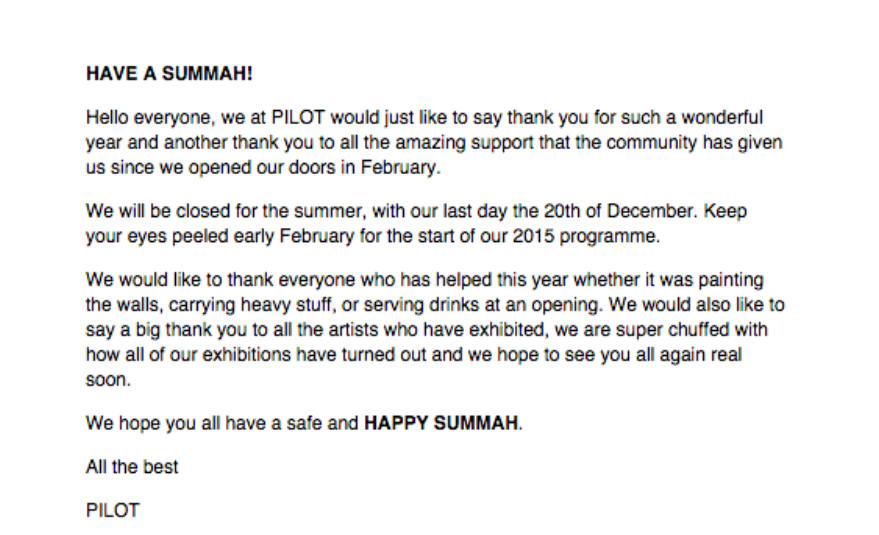 HAVE A SUMMAH!
Hello everyone, we at PILOT would just like to say thank you for such a wonderful
year and another thank you to all the amazing support that the community has given
us since we opened our doors in February.
We will be closed for the summer, with our last day the 20th of December. Keep
your eyes peeled early February for the start of our 2015 programme.
We would like to thank everyone who has helped this year whether it was painting
the walls, carrying heavy stuff, or serving drinks at an opening. We would also like to
say a big thank you to all the artists who have exhibited, we are super chuffed with
how all of our exhibitions have turned out and we hope to see you all again real
soon.
We hope you all have a safe and HAPPY SUMMAH.
All the best
PILOT